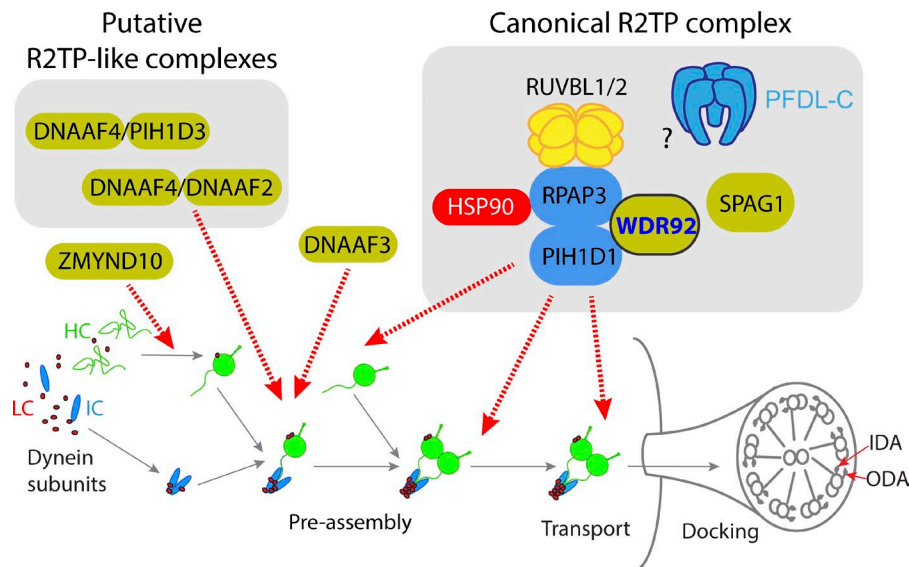 Putative
R2TP-like complexes
DNAAF4/PIH1D3
DNAAF4/DNAAF2
Canonical R2TP complex
RUVBL1/2
PFDL-C
?
HSP90
RPAP3
WDR92
SPAG1
PIH1D1
ZMYND10
DNAAF3
HC
LC
IC
Dynein
subunits
Pre-assembly
Transport
Docking
IDA
ODA